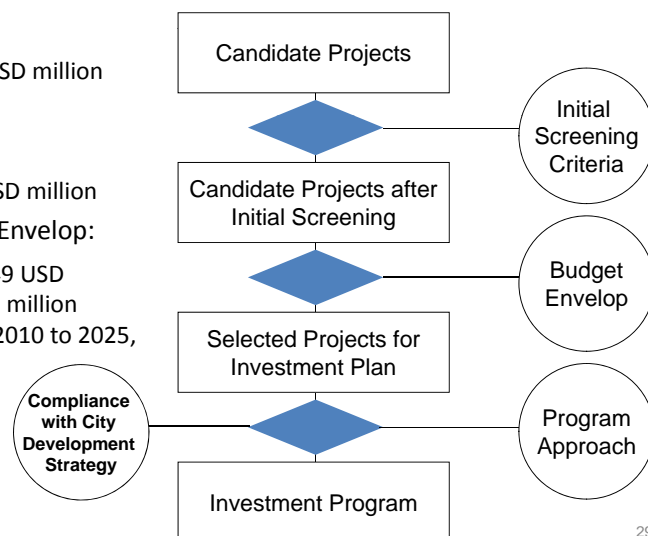 SD million
SD million
Envelop:
9 USD
million
2010 to 2025,
Candidate Projects
Initial
Screening
Criteria
Candidate Projects after
Initial Screening
Budget
Envelop
Selected Projects for
Investment Plan
Compliance
with City
Development
Strategy
Program
Approach
Investment Program
29